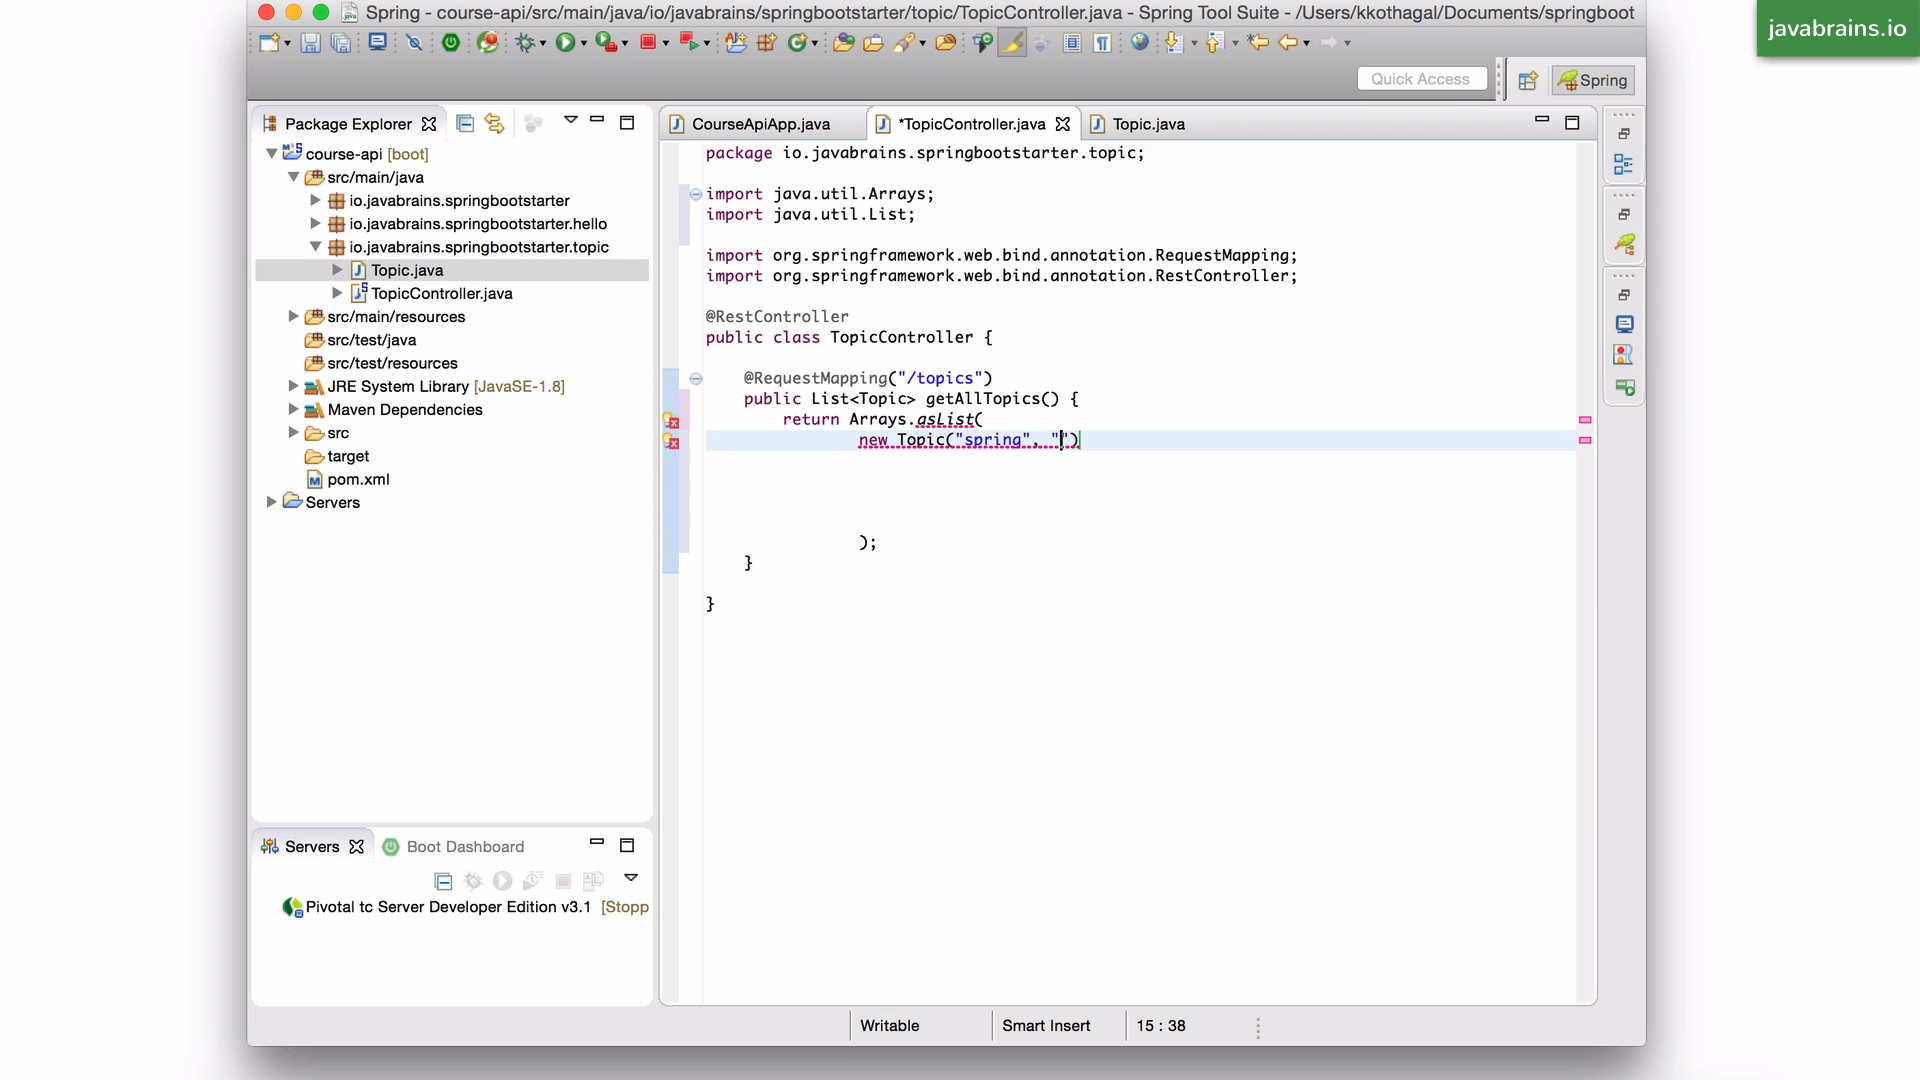 Spring - course-api/src/main/java/io/javabrains/springbootstarter/topic/TopicController.java - Spring Tool Suite - /Users/kkothagal/Documents/springboot
javabrains.io
Quick Access
Spring
Package Explorer
CourseApiApp.java
*TopicController.java
Topic.java
course-api [boot]
src/main/java
io.javabrains.springbootstarter
io.javabrains.springbootstarter.hello
io.javabrains.springbootstarter.topic
Topic.java
TopicController.java
src/main/resources
src/test/java
src/test/resources
JRE System Library [JavaSE-1.8]
Maven Dependencies
src
target
pom.xml
Servers
package io.javabrains.springbootstarter.topic;
import java.util.Arrays;
import java.util.List;
import org.springframework.web.bind.annotation.RequestMapping;
import org.springframework.web.bind.annotation.RestController;
@RestController
public class TopicController {
@RequestMapping("/topics")
public List<Topic> getAllTopics() {
return Arrays.asList(
new Topic("spring", "")
);
}
}
Servers
Boot Dashboard
Pivotal tc Server Developer Edition v3.1 [Stopp
Writable
Smart Insert
15 : 38